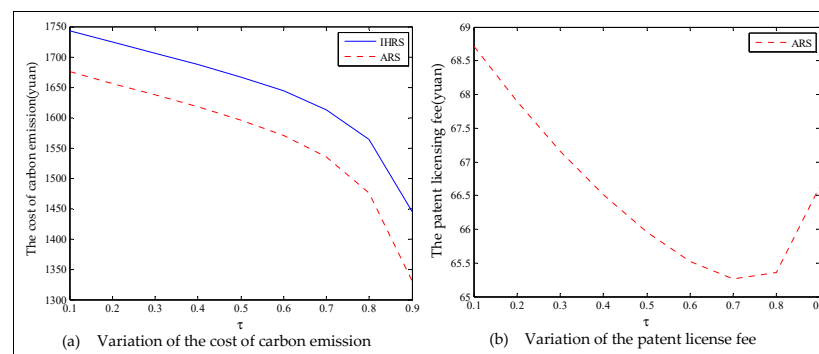 1750
1700
1650
1600
1550
1500
1450
1400
1350
1300
The cost of carbon emission(yuan)
IHRS
ARS
0.1 0.2 0.3 0.4 0.5 0.6 0.7 0.8 0.9
τ
(a) Variation of the cost of carbon emission
69
68.5
68
67.5
67
66.5
66
65.5
65
The patent licensing fee(yuan)
ARS
0.1 0.2 0.3 0.4 0.5 0.6 0.7 0.8
τ
(b) Variation of the patent license fee